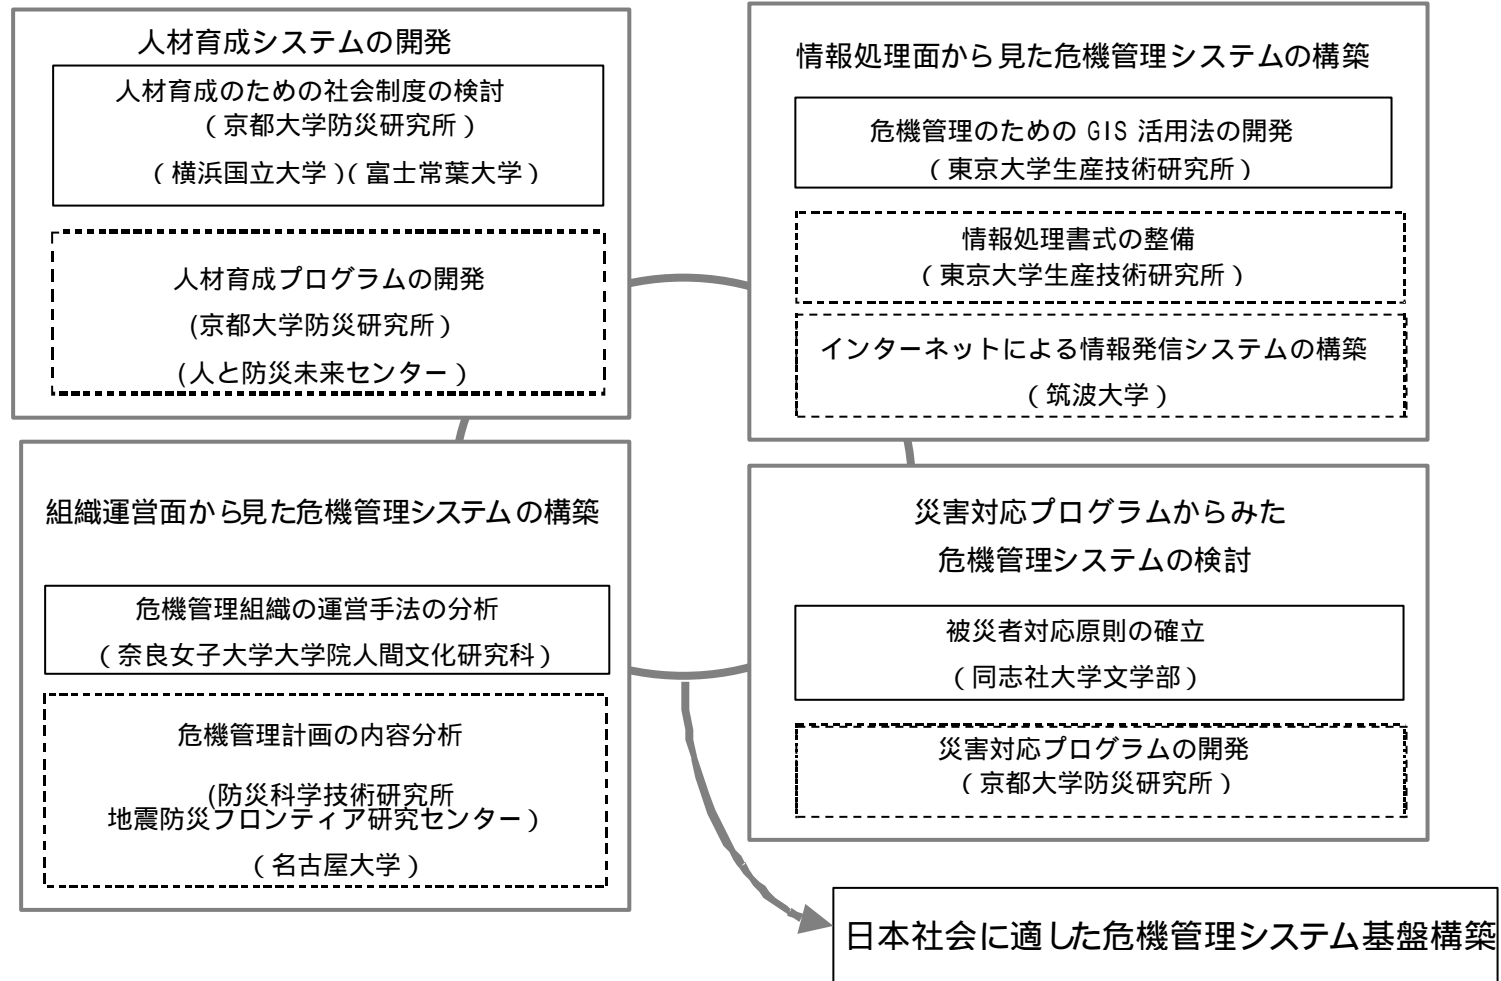 人材育成システムの開発
人材育成のための社会制度の検討
（京都大学防災研究所）
（横浜国立大学）（富士常葉大学）
人材育成プログラムの開発
(京都大学防災研究所）
(人と防災未来センター）
情報処理面から見た危機管理システムの構築
危機管理のための GIS 活用法の開発
（東京大学生産技術研究所）
情報処理書式の整備
（東京大学生産技術研究所）
インターネットによる情報発信システムの構築
（筑波大学）
組織運営面から見た危機管理システムの構築
危機管理組織の運営手法の分析
（奈良女子大学大学院人間文化研究科）
危機管理計画の内容分析
(防災科学技術研究所
地震防災フロンティア研究センター）
（名古屋大学）
災害対応プログラムからみた
危機管理システムの検討
被災者対応原則の確立
（同志社大学文学部）
災害対応プログラムの開発
（京都大学防災研究所）
日本社会に適した危機管理システム基盤構築